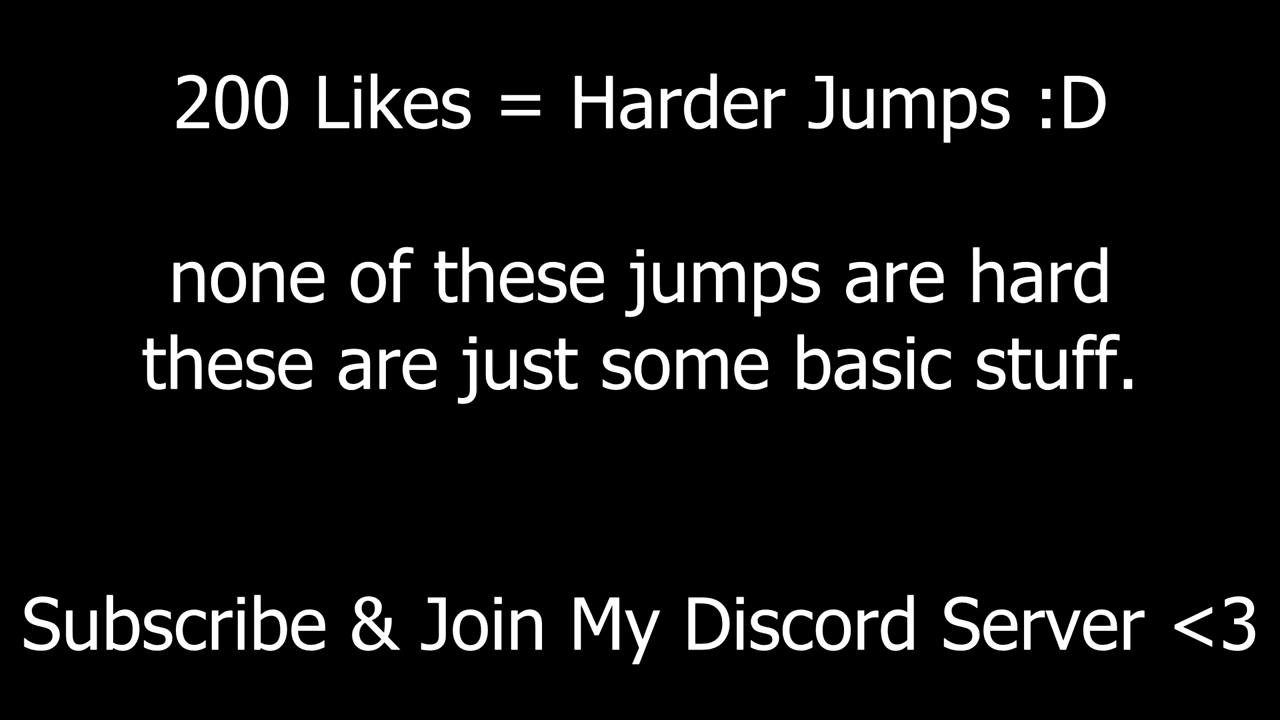 200 Likes = Harder Jumps :D
none of these jumps are hard
these are just some basic stuff.
Subscribe & Join My Discord Server <3